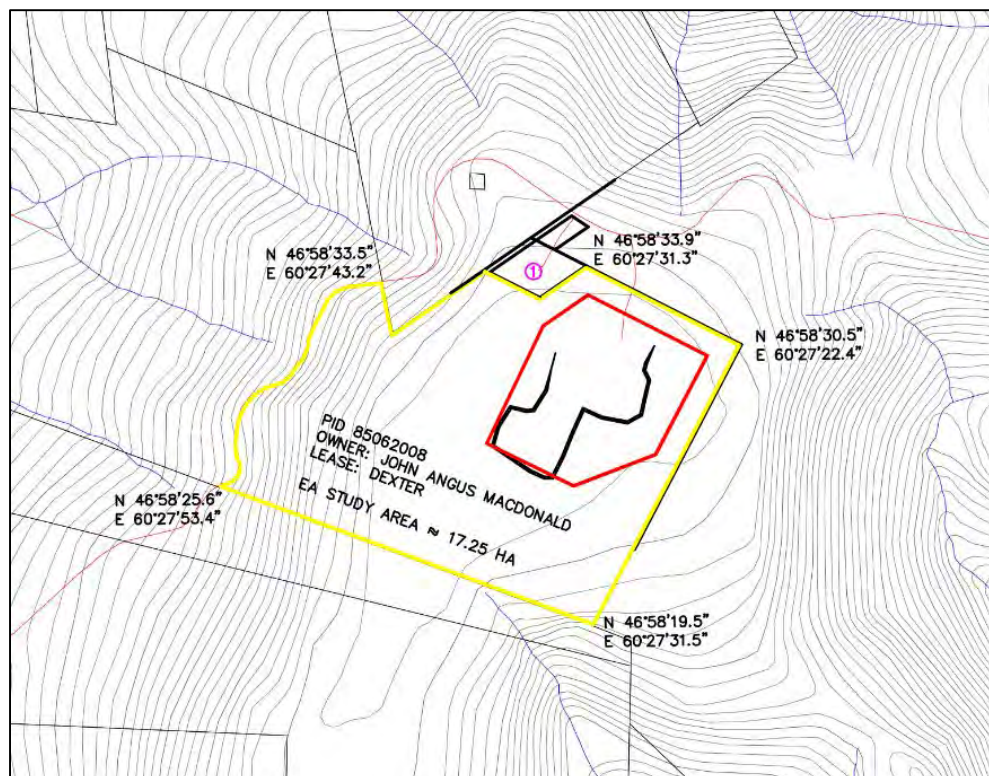 N 46°58'33.5"
E 60°27'43.2"
N 46°58'33.9"
E 60°27'31.3"
1
N 46°58'30.5"
E 60°27'22.4"
PID 85062008
OWNER: JOHN ANGUS MACDONALD
LEASE: DEXTER
EA STUDY AREA ≈ 17.25 HA
N 46°58'25.6"
E 60°27'53.4"
N 46°58'19.5"
E 60°27'31.5"